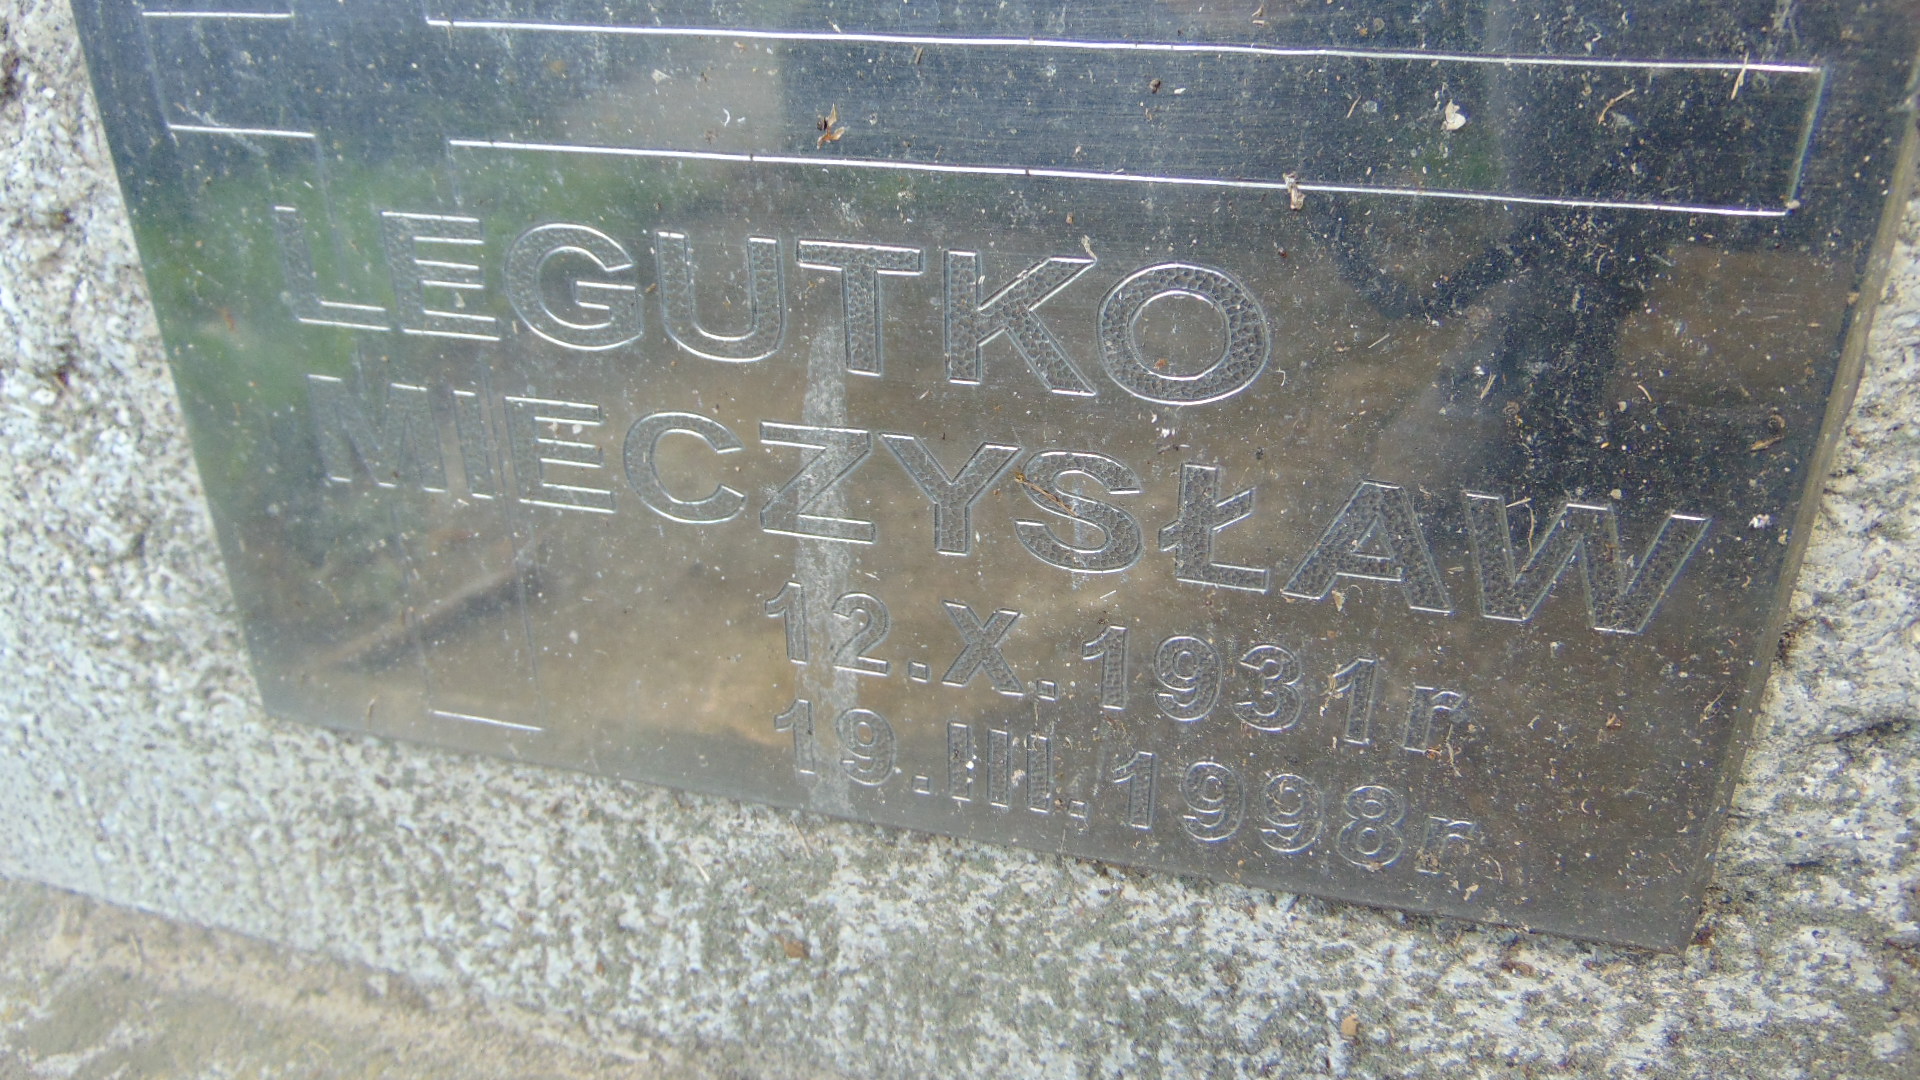 LEGUTKO
MIECZYSŁAW
12.X.1931r
19.III.1998r